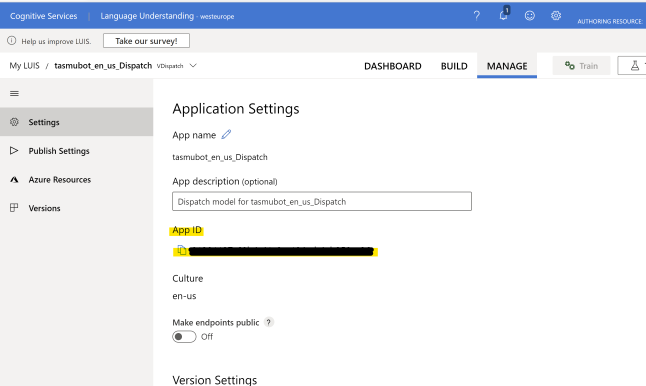 Cognitive Services | Language Understanding - westeurope ? 1 AUTHORING RESOURCE:
Help us improve LUIS. Take our survey!
My LUIS / tasmubot_en_us_Dispatch VDispatch DASHBOARD BUILD MANAGE Train
Settings
Publish Settings
Azure Resources
Versions
Application Settings
App name
tasmubot_en_us_Dispatch
App description (optional)
Dispatch model for tasmubot_en_us_Dispatch
App ID
Culture
en-us
Make endpoints public ?
Off
Version Settings